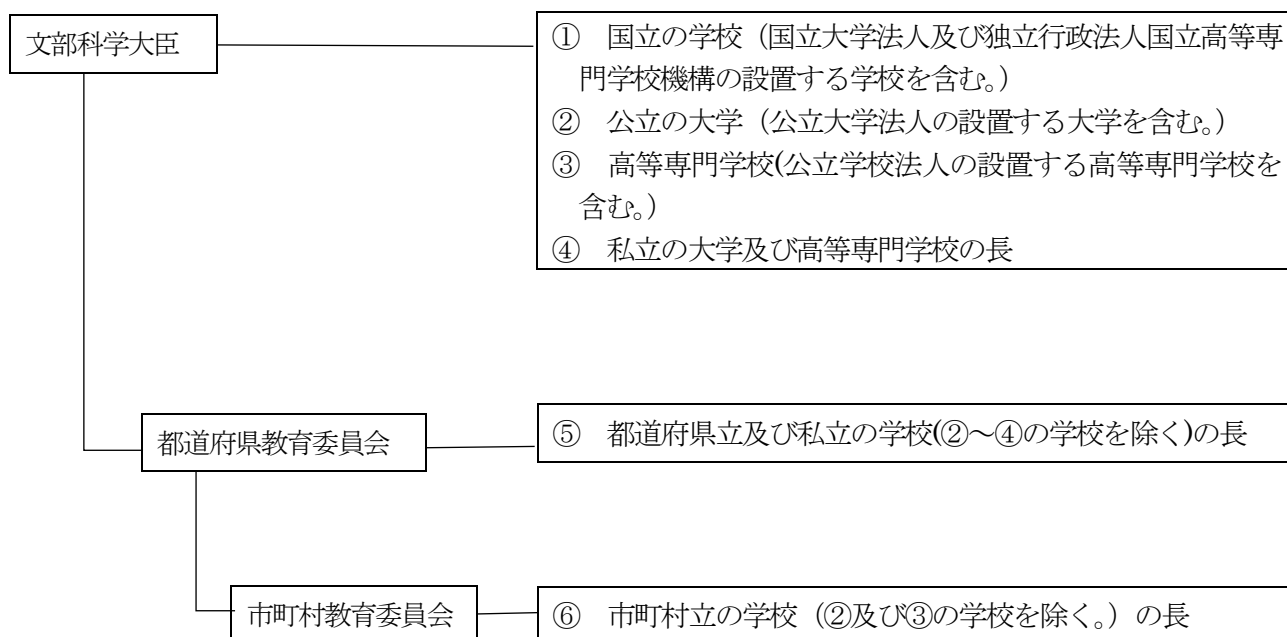 文部科学大臣
① 国立の学校（国立大学法人及び独立行政法人国立高等専
門学校機構の設置する学校を含む。）
② 公立の大学（公立大学法人の設置する大学を含む。）
③ 高等専門学校(公立学校法人の設置する高等専門学校を
含む。）
④ 私立の大学及び高等専門学校の長
都道府県教育委員会
⑤ 都道府県立及び私立の学校(②～④の学校を除く)の長
市町村教育委員会
⑥ 市町村立の学校（②及び③の学校を除く。）の長